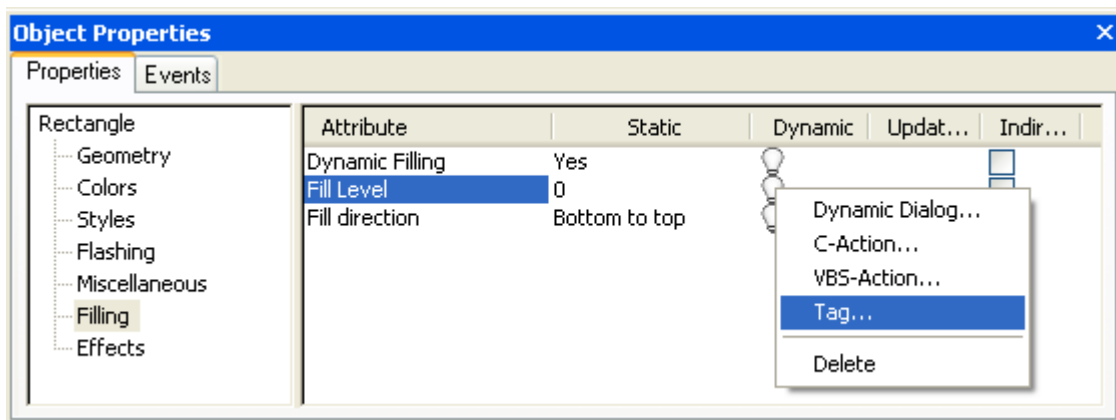 Object Properties
Properties Events
Rectangle
Geometry
Colors
Styles
Flashing
Miscellaneous
Filling
Effects
Attribute Static Dynamic Updat... Indir...
Dynamic Filling Yes
Fill Level 0
Fill direction Bottom to top
Dynamic Dialog...
C-Action...
VBS-Action...
Tag...
Delete